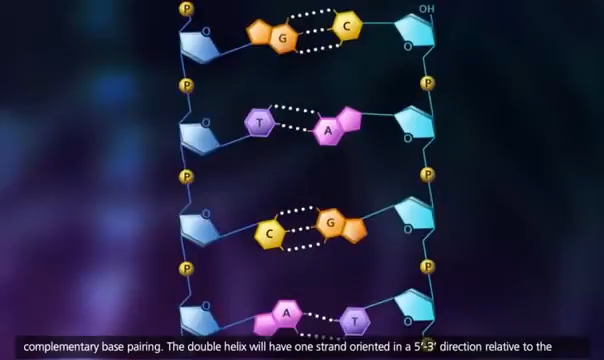 P
OH
O
G
C
O
P
P
O
T
A
O
P
P
O
C
G
O
P
P
O
A
T
O
complementary base pairing. The double helix will have one strand oriented in a 5'-3' direction relative to the